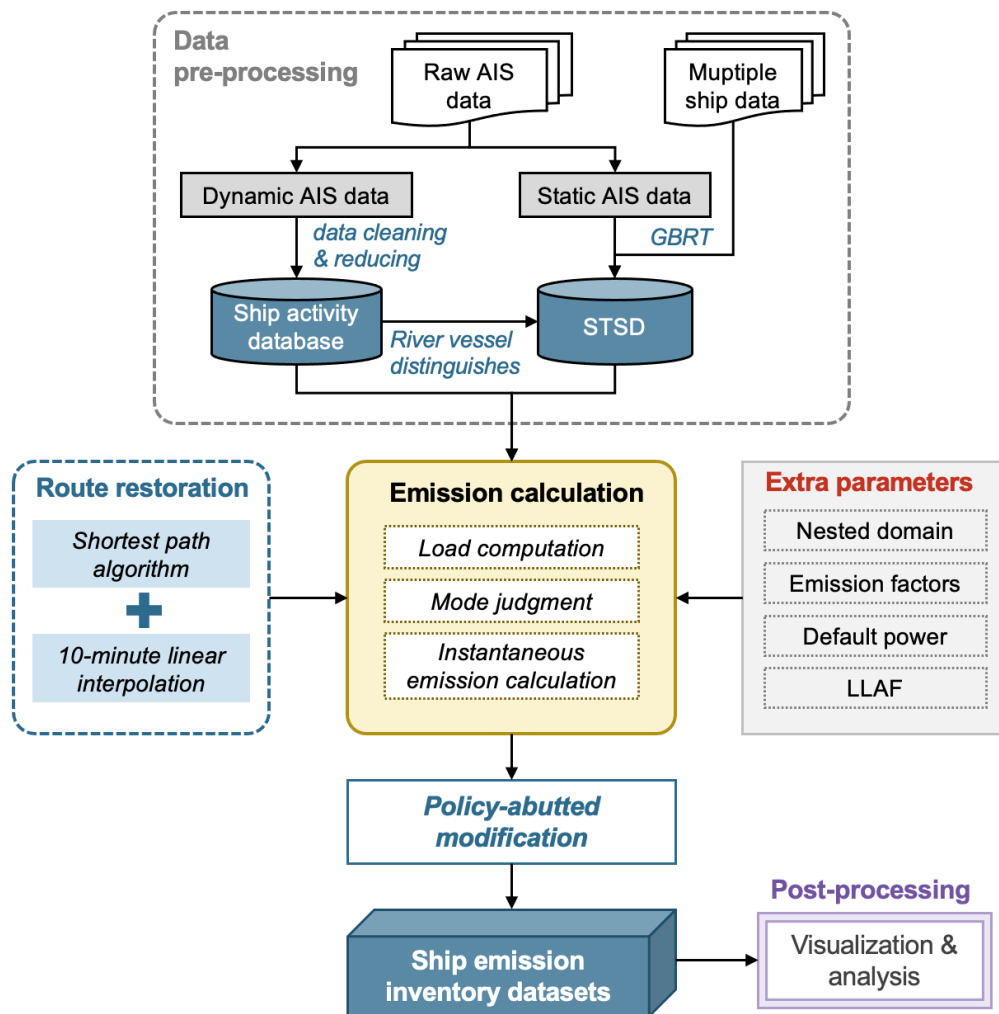 Data
pre-processing
Raw AIS
data
Muptiple
ship data
Dynamic AIS data
Static AIS data
data cleaning
& reducing
GBRT
Ship activity
database
River vessel
distinguishes
STSD
Route restoration
Shortest path
algorithm
10-minute linear
interpolation
Emission calculation
Load computation
Mode judgment
Instantaneous
emission calculation
Extra parameters
Nested domain
Emission factors
Default power
LLAF
Policy-abutted
modification
Ship emission
inventory datasets
Post-processing
Visualization &
analysis